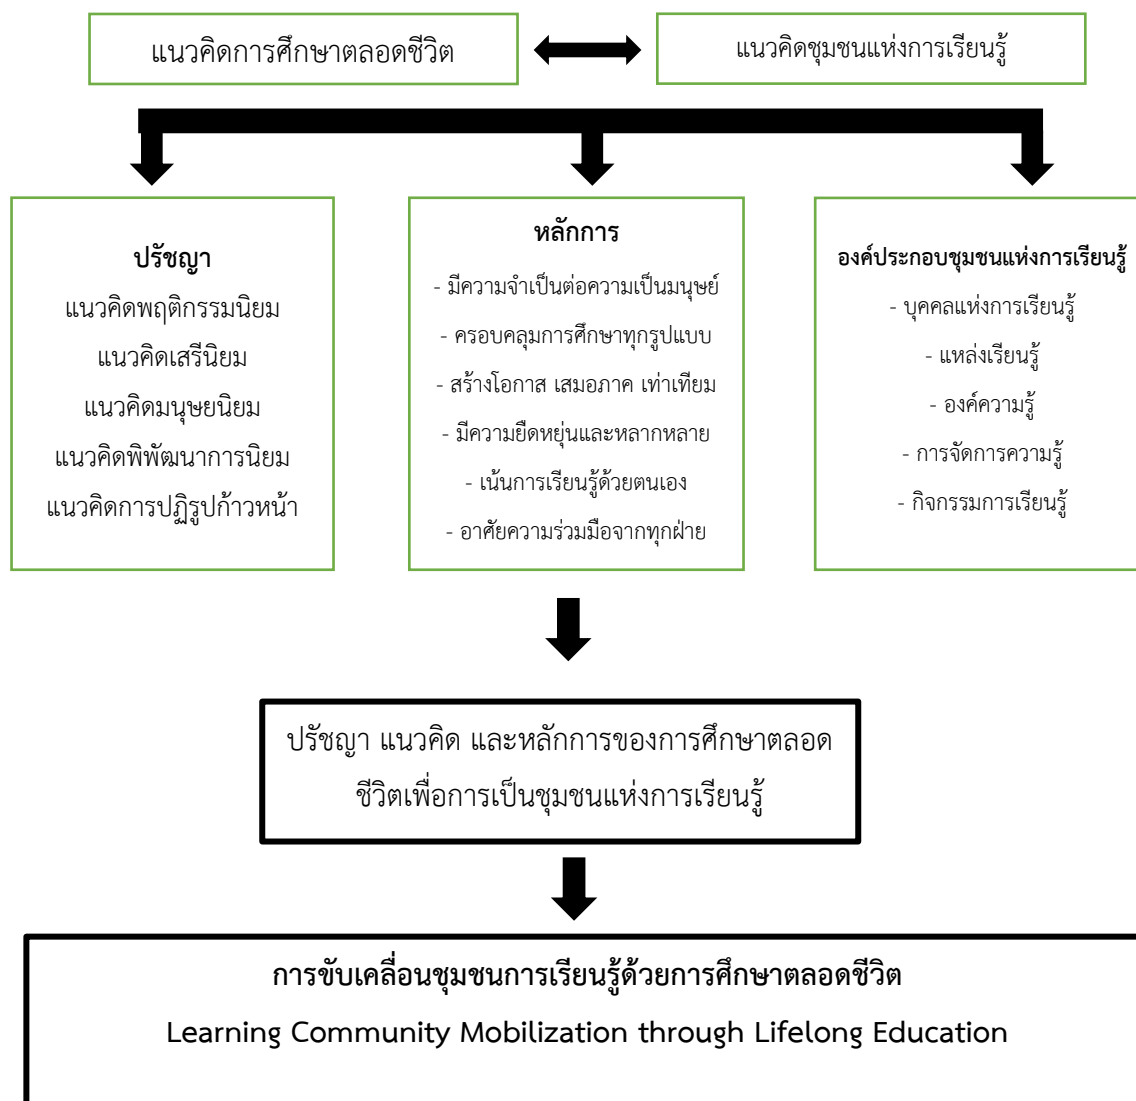 แนวคิดการศึกษาตลอดชีวิต
แนวคิดชุมชนแห่งการเรียนรู้
ปรัชญา
แนวคิดพฤติกรรมนิยม
แนวคิดเสรีนิยม
แนวคิดมนุษยนิยม
แนวคิดพิพัฒนาการนิยม
แนวคิดการปฏิรูปก้าวหน้า
หลักการ
- มีความจำเป็นต่อความเป็นมนุษย์
- ครอบคลุมการศึกษาทุกรูปแบบ
- สร้างโอกาส เสมอภาค เท่าเทียม
- มีความยืดหยุ่นและหลากหลาย
- เน้นการเรียนรู้ด้วยตนเอง
- อาศัยความร่วมมือจากทุกฝ่าย
องค์ประกอบชุมชนแห่งการเรียนรู้
- บุคคลแห่งการเรียนรู้
- แหล่งเรียนรู้
- องค์ความรู้
- การจัดการความรู้
- กิจกรรมการเรียนรู้
ปรัชญา แนวคิด และหลักการของการศึกษาตลอด
ชีวิตเพื่อการเป็นชุมชนแห่งการเรียนรู้
การขับเคลื่อนชุมชนการเรียนรู้ด้วยการศึกษาตลอดชีวิต
Learning Community Mobilization through Lifelong Education